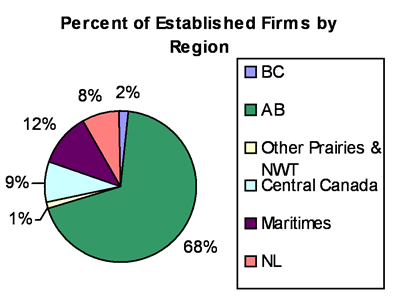 Percent of Established Firms by
Region
8%
2%
12%
9%
1%
68%
BC
AB
Other Prairies &
NWT
Central Canada
Maritimes
NL